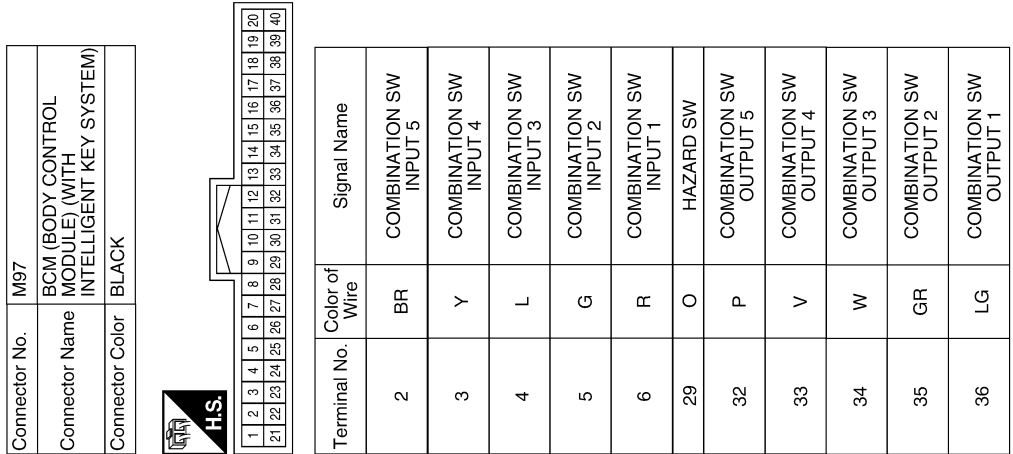 Connector No. M97
Connector Name BCM (BODY CONTROL
MODULE) (WITH
INTELLIGENT KEY SYSTEM)
Connector Color BLACK
H.S.
1 2 3 4 5 6 7 8 9 10 11 12 13 14 15 16 17 18 19 20
21 22 23 24 25 26 27 28 29 30 31 32 33 34 35 36 37 38 39 40
Terminal No. Color of Signal Name
Wire
2 BR COMBINATION SW
INPUT 5
3 Y COMBINATION SW
INPUT 4
4 L COMBINATION SW
INPUT 3
5 G COMBINATION SW
INPUT 2
6 R COMBINATION SW
INPUT 1
29 O HAZARD SW
32 P COMBINATION SW
OUTPUT 5
33 V COMBINATION SW
OUTPUT 4
34 W COMBINATION SW
OUTPUT 3
35 GR COMBINATION SW
OUTPUT 2
36 LG COMBINATION SW
OUTPUT 1